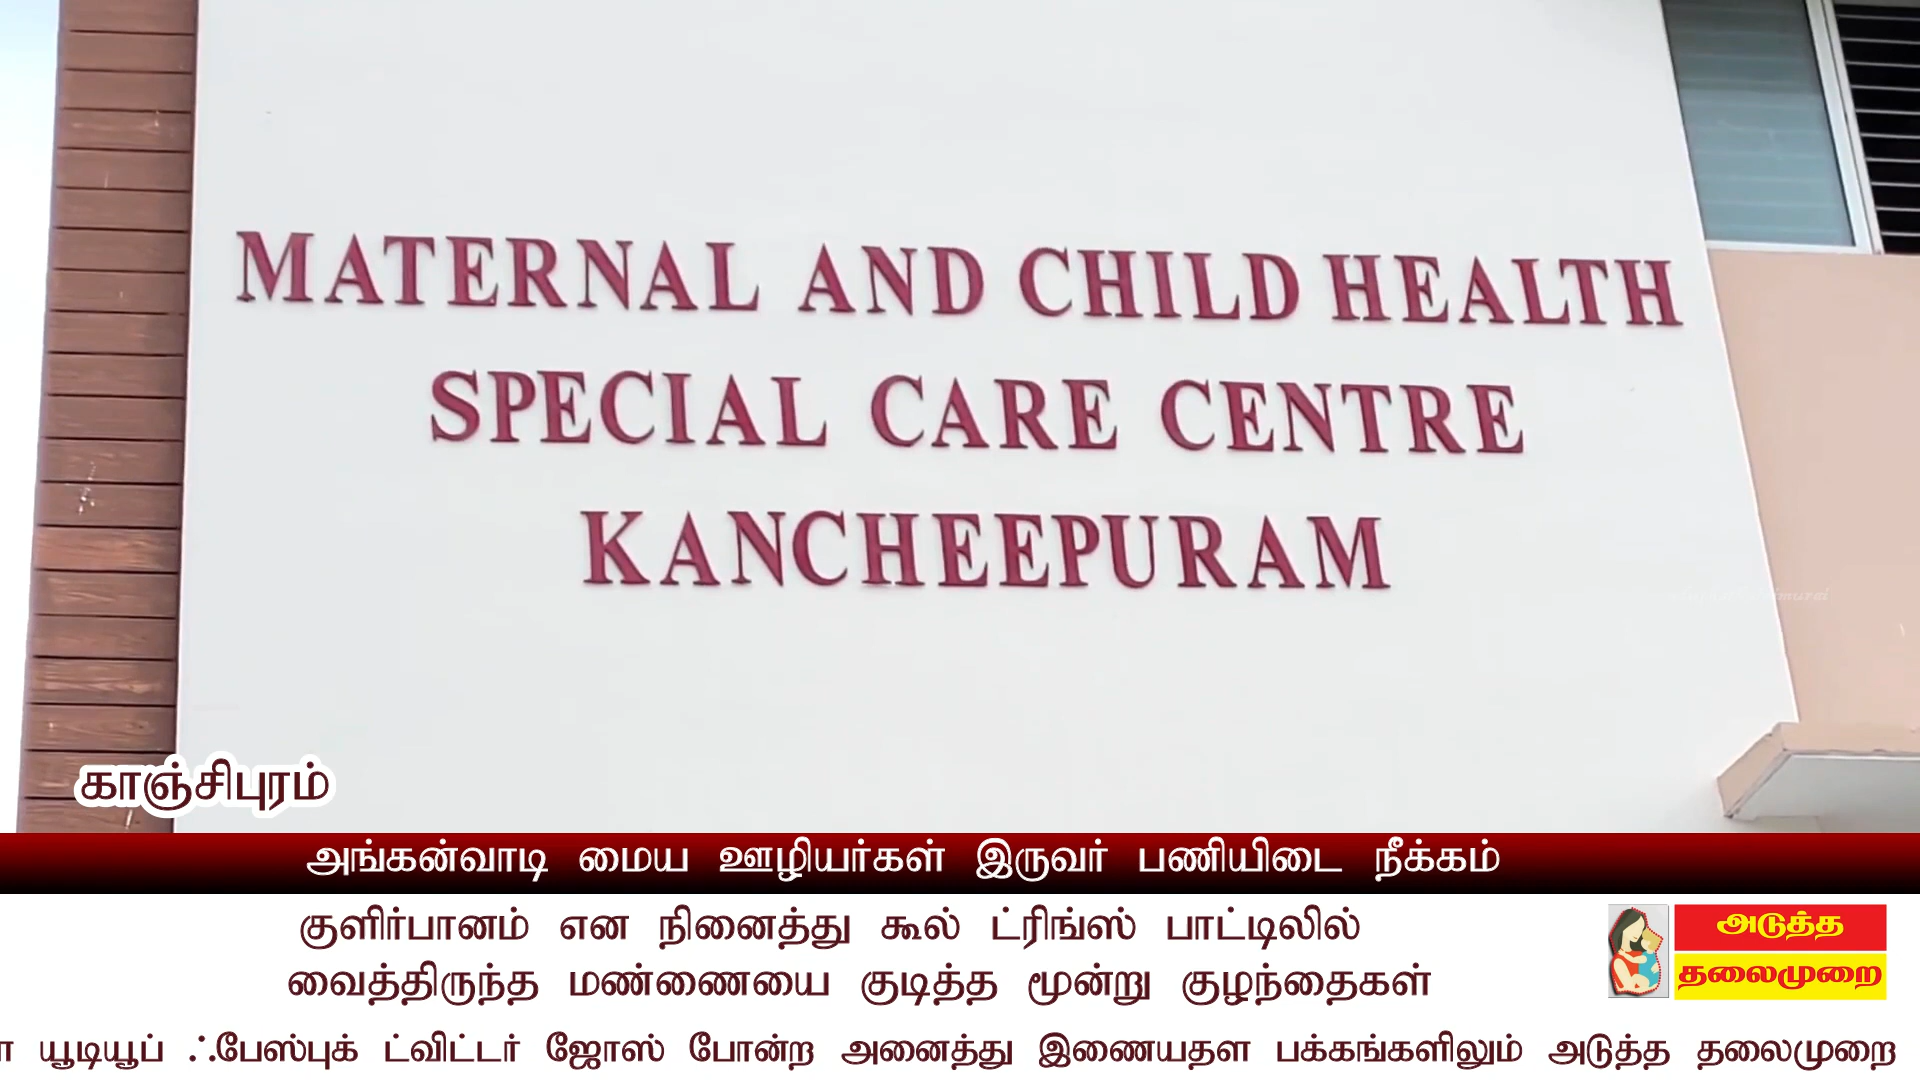 MATERNAL AND CHILD HEALTH
SPECIAL CARE CENTRE
KANCHEEPURAM
காஞ்சிபுரம்
அங்கன்வாடி மைய ஊழியர்கள் இருவர் பணியிடை நீக்கம்
குளிர்பானம் என நினைத்து கூல் ட்ரிங்ஸ் பாட்டிலில்
வைத்திருந்த மண்ணையை குடித்த மூன்று குழந்தைகள்
அடுத்த
தலைமுறை
யூடியூப் ஃபேஸ்புக் ட்விட்டர் ஜோஸ் போன்ற அனைத்து இணையதள பக்கங்களிலும் அடுத்த தலைமுறை